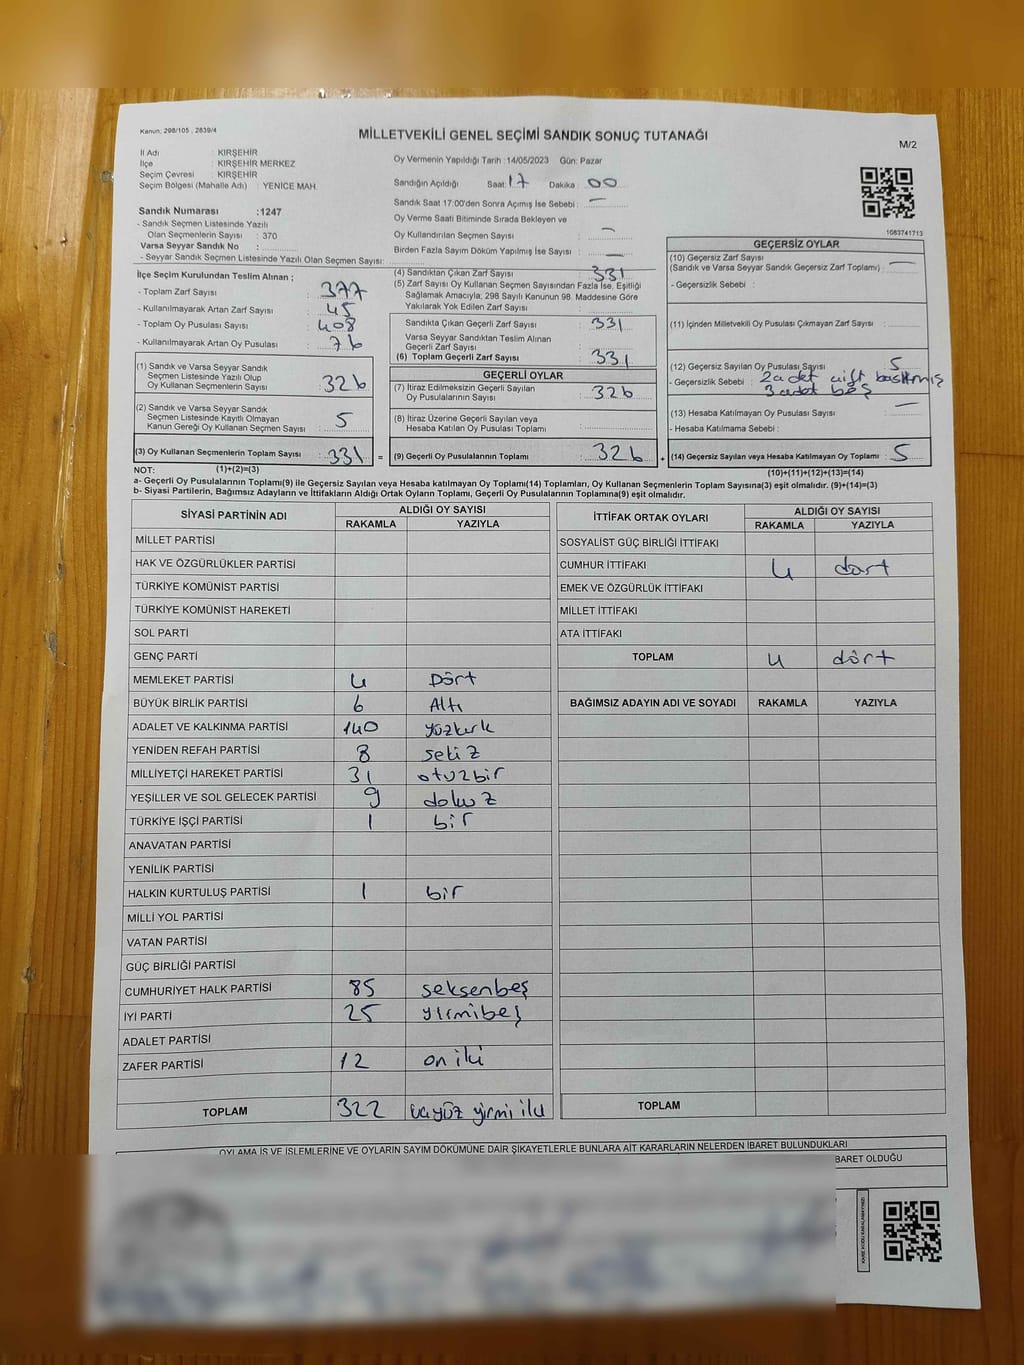 Kanun: 298/105 , 2839/4
MİLLETVEKİLİ GENEL SEÇİMİ SANDIK SONUÇ TUTANAĞI
M/2
İl Adı : KIRŞEHİR
İlçe : KIRŞEHİR MERKEZ
Seçim Çevresi : KIRŞEHİR
Seçim Bölgesi (Mahalle Adı) : YENİCE MAH.
Sandık Numarası :1247
- Sandık Seçmen Listesinde Yazılı
Olan Seçmenlerin Sayısı : 370
Varsa Seyyar Sandık No :
- Seyyar Sandık Seçmen Listesinde Yazılı Olan Seçmen Sayısı:
Oy Vermenin Yapıldığı Tarih : 14/05/2023 Gün: Pazar
Sandığın Açıldığı Saat: 17 Dakika : 00
Sandık Saat 17:00'den Sonra Açımış İse Sebebi : —
Oy Verme Saati Bitiminde Sırada Bekleyen ve
Oy Kullandırılan Seçmen Sayısı : —
Birden Fazla Sayım Döküm Yapılmış İse Sayısı : —
1083741713
İlçe Seçim Kurulundan Teslim Alınan ;
- Toplam Zarf Sayısı : 377
- Kullanılmayarak Artan Zarf Sayısı : 45
- Toplam Oy Pusulası Sayısı : 408
- Kullanılmayarak Artan Oy Pusulası : 76
(1) Sandık ve Varsa Seyyar Sandık
Seçmen Listesinde Yazılı Olup
Oy Kullanan Seçmenlerin Sayısı : 326
(2) Sandık ve Varsa Seyyar Sandık
Seçmen Listesinde Kayıtlı Olmayan
Kanun Gereği Oy Kullanan Seçmen Sayısı : 5
(3) Oy Kullanan Seçmenlerin Toplam Sayısı : 331 =
(4) Sandıktan Çıkan Zarf Sayısı : 331
(5) Zarf Sayısı Oy Kullanan Seçmen Sayısından Fazla İse, Eşitliği
Sağlamak Amacıyla; 298 Sayılı Kanunun 98. Maddesine Göre
Yakılarak Yok Edilen Zarf Sayısı :
Sandıkta Çıkan Geçerli Zarf Sayısı : 331
Varsa Seyyar Sandıktan Teslim Alınan
Geçerli Zarf Sayısı :
(6) Toplam Geçerli Zarf Sayısı : 331
GEÇERLİ OYLAR
(7) İtiraz Edilmeksizin Geçerli Sayılan
Oy Pusulalarının Sayısı : 326
(8) İtiraz Üzerine Geçerli Sayılan veya
Hesaba Katılan Oy Pusulası Toplamı :
(9) Geçerli Oy Pusulalarının Toplamı : 326 +
GEÇERSİZ OYLAR
(10) Geçersiz Zarf Sayısı
(Sandık ve Varsa Seyyar Sandık Geçersiz Zarf Toplamı) : —
- Geçersizlik Sebebi :
(11) İçinden Milletvekili Oy Pusulası Çıkmayan Zarf Sayısı :
(12) Geçersiz Sayılan Oy Pusulası Sayısı : 5
- Geçersizlik Sebebi : 2 adet çift basılmış
3 adet boş
(13) Hesaba Katılmayan Oy Pusulası Sayısı : —
- Hesaba Katılmama Sebebi :
(14) Geçersiz Sayılan veya Hesaba Katılmayan Oy Toplamı : 5
NOT: (1)+(2)=(3) (10)+(11)+(12)+(13)=(14)
a- Geçerli Oy Pusulalarının Toplamı(9) ile Geçersiz Sayılan veya Hesaba Katılmayan Oy Toplamı(14) Toplamları, Oy Kullanan Seçmenlerin Toplam Sayısına(3) eşit olmalıdır. (9)+(14)=(3)
b- Siyasi Partilerin, Bağımsız Adayların ve İttifakların Aldığı Ortak Oyların Toplamı, Geçerli Oy Pusulalarının Toplamına(9) eşit olmalıdır.
SİYASİ PARTİNİN ADI ALDIĞI OY SAYISI
RAKAMLA YAZIYLA
MİLLET PARTİSİ
HAK VE ÖZGÜRLÜKLER PARTİSİ
TÜRKİYE KOMÜNİST PARTİSİ
TÜRKİYE KOMÜNİST HAREKETİ
SOL PARTİ
GENÇ PARTİ
MEMLEKET PARTİSİ 4 Dört
BÜYÜK BİRLİK PARTİSİ 6 Altı
ADALET VE KALKINMA PARTİSİ 140 yüzkırk
YENİDEN REFAH PARTİSİ 8 sekiz
MİLLİYETÇİ HAREKET PARTİSİ 31 otuzbir
YEŞİLLER VE SOL GELECEK PARTİSİ 9 dokuz
TÜRKİYE İŞÇİ PARTİSİ 1 bir
ANAVATAN PARTİSİ
YENİLİK PARTİSİ
HALKIN KURTULUŞ PARTİSİ 1 bir
MİLLİ YOL PARTİSİ
VATAN PARTİSİ
GÜÇ BİRLİĞİ PARTİSİ
CUMHURİYET HALK PARTİSİ 85 seksenbeş
İYİ PARTİ 25 yirmibeş
ADALET PARTİSİ
ZAFER PARTİSİ 12 on iki
TOPLAM 322 üçyüz yirmi iki
İTTİFAK ORTAK OYLARI ALDIĞI OY SAYISI
RAKAMLA YAZIYLA
SOSYALİST GÜÇ BİRLİĞİ İTTİFAKI
CUMHUR İTTİFAKI 4 dört
EMEK VE ÖZGÜRLÜK İTTİFAKI
MİLLET İTTİFAKI
ATA İTTİFAKI
TOPLAM 4 dört
BAĞIMSIZ ADAYIN ADI VE SOYADI RAKAMLA YAZIYLA
TOPLAM
OYLAMA İŞ VE İŞLEMLERİNE VE OYLARIN SAYIM DÖKÜMÜNE DAİR ŞİKAYETLERLE BUNLARA AİT KARARLARIN NELERDEN İBARET BULUNDUKLARI
BARET OLDUĞU